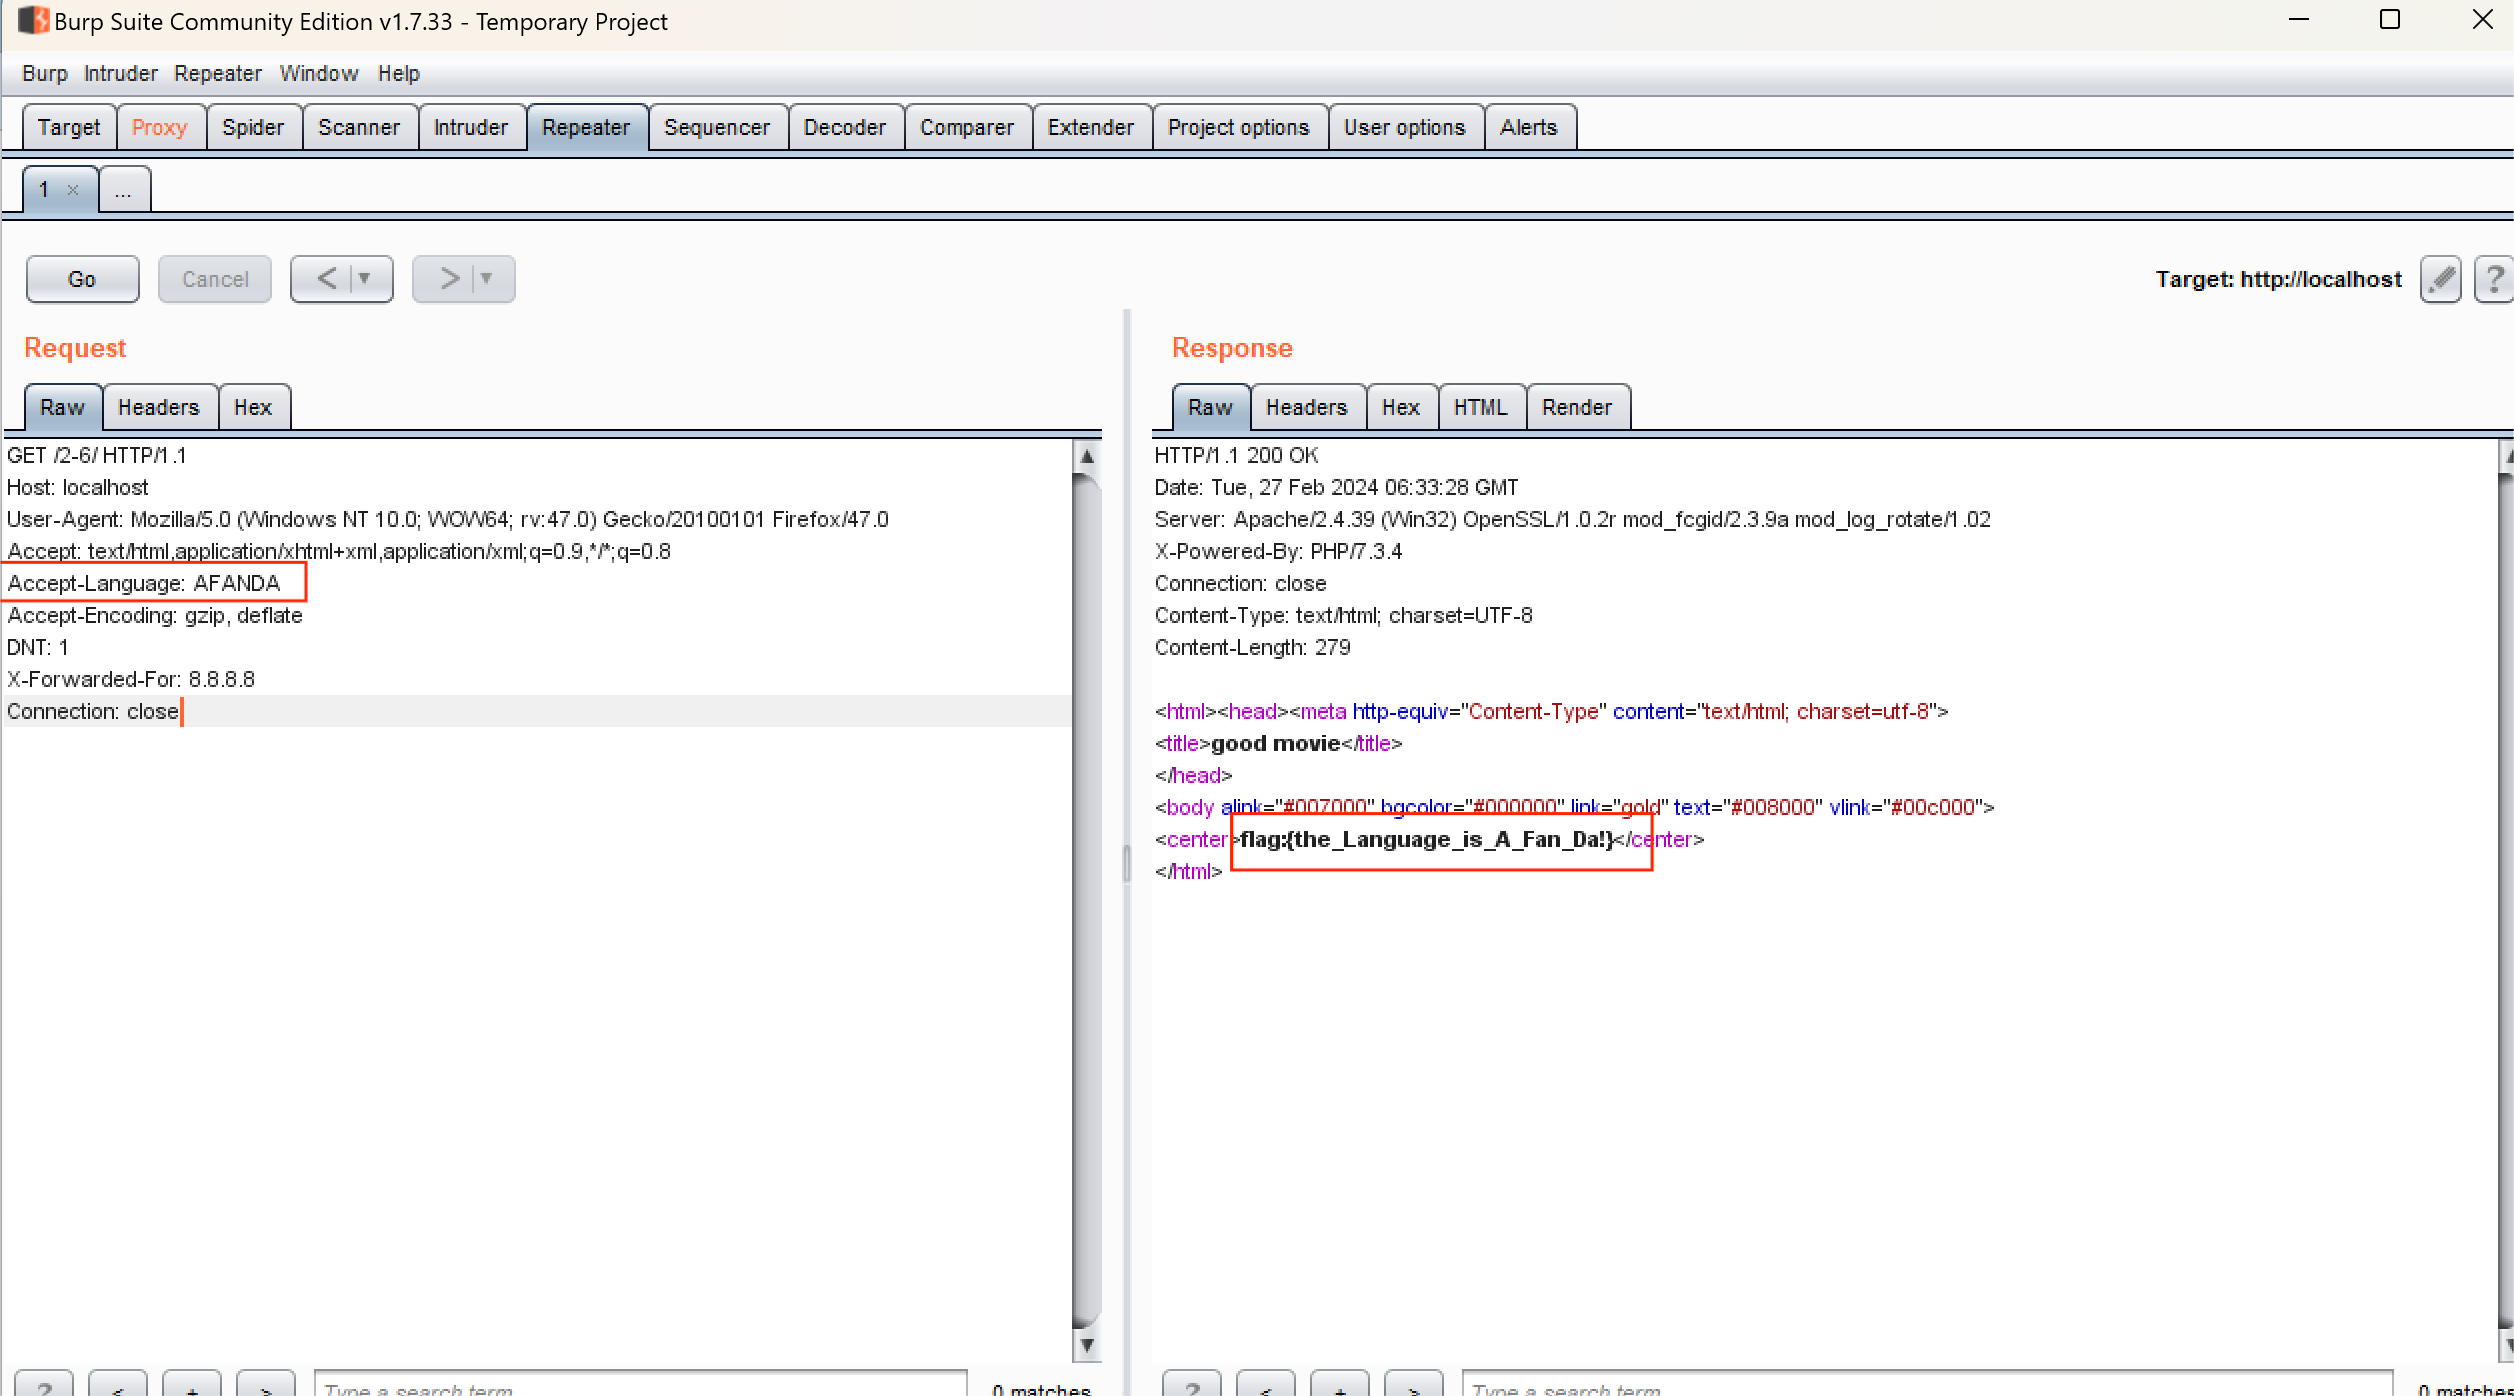 Burp Suite Community Edition v1.7.33 - Temporary Project
Burp Intruder Repeater Window Help
Target Proxy Spider Scanner Intruder Repeater Sequencer Decoder Comparer Extender Project options User options Alerts
1 × ...
Go Cancel < ▼ > ▼ Target: http://localhost ?
Request
Raw Headers Hex
GET /2-6/ HTTP/1.1
Host: localhost
User-Agent: Mozilla/5.0 (Windows NT 10.0; WOW64; rv:47.0) Gecko/20100101 Firefox/47.0
Accept: text/html,application/xhtml+xml,application/xml;q=0.9,*/*;q=0.8
Accept-Language: AFANDA
Accept-Encoding: gzip, deflate
DNT: 1
X-Forwarded-For: 8.8.8.8
Connection: close
? < + > Type a search term 0 matches
Response
Raw Headers Hex HTML Render
HTTP/1.1 200 OK
Date: Tue, 27 Feb 2024 06:33:28 GMT
Server: Apache/2.4.39 (Win32) OpenSSL/1.0.2r mod_fcgid/2.3.9a mod_log_rotate/1.02
X-Powered-By: PHP/7.3.4
Connection: close
Content-Type: text/html; charset=UTF-8
Content-Length: 279
<html><head><meta http-equiv="Content-Type" content="text/html; charset=utf-8">
<title>good movie</title>
</head>
<body alink="#007000" bgcolor="#000000" link="gold" text="#008000" vlink="#00c000">
<center>flag:{the_Language_is_A_Fan_Da!}</center>
</html>
? < + > Type a search term 0 matches